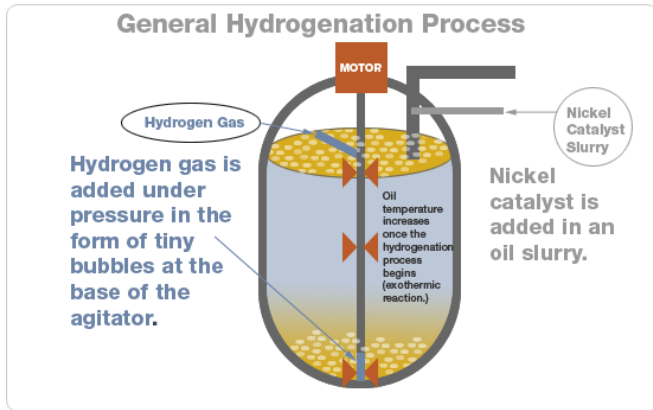 General Hydrogenation Process
MOTOR
Hydrogen Gas
Nickel
Catalyst
Slurry
Hydrogen gas is
added under
pressure in the
form of tiny
bubbles at the
base of the
agitator.
Oil
temperature
increases
once the
hydrogenation
process
begins
(exothermic
reaction.)
Nickel
catalyst is
added in an
oil slurry.